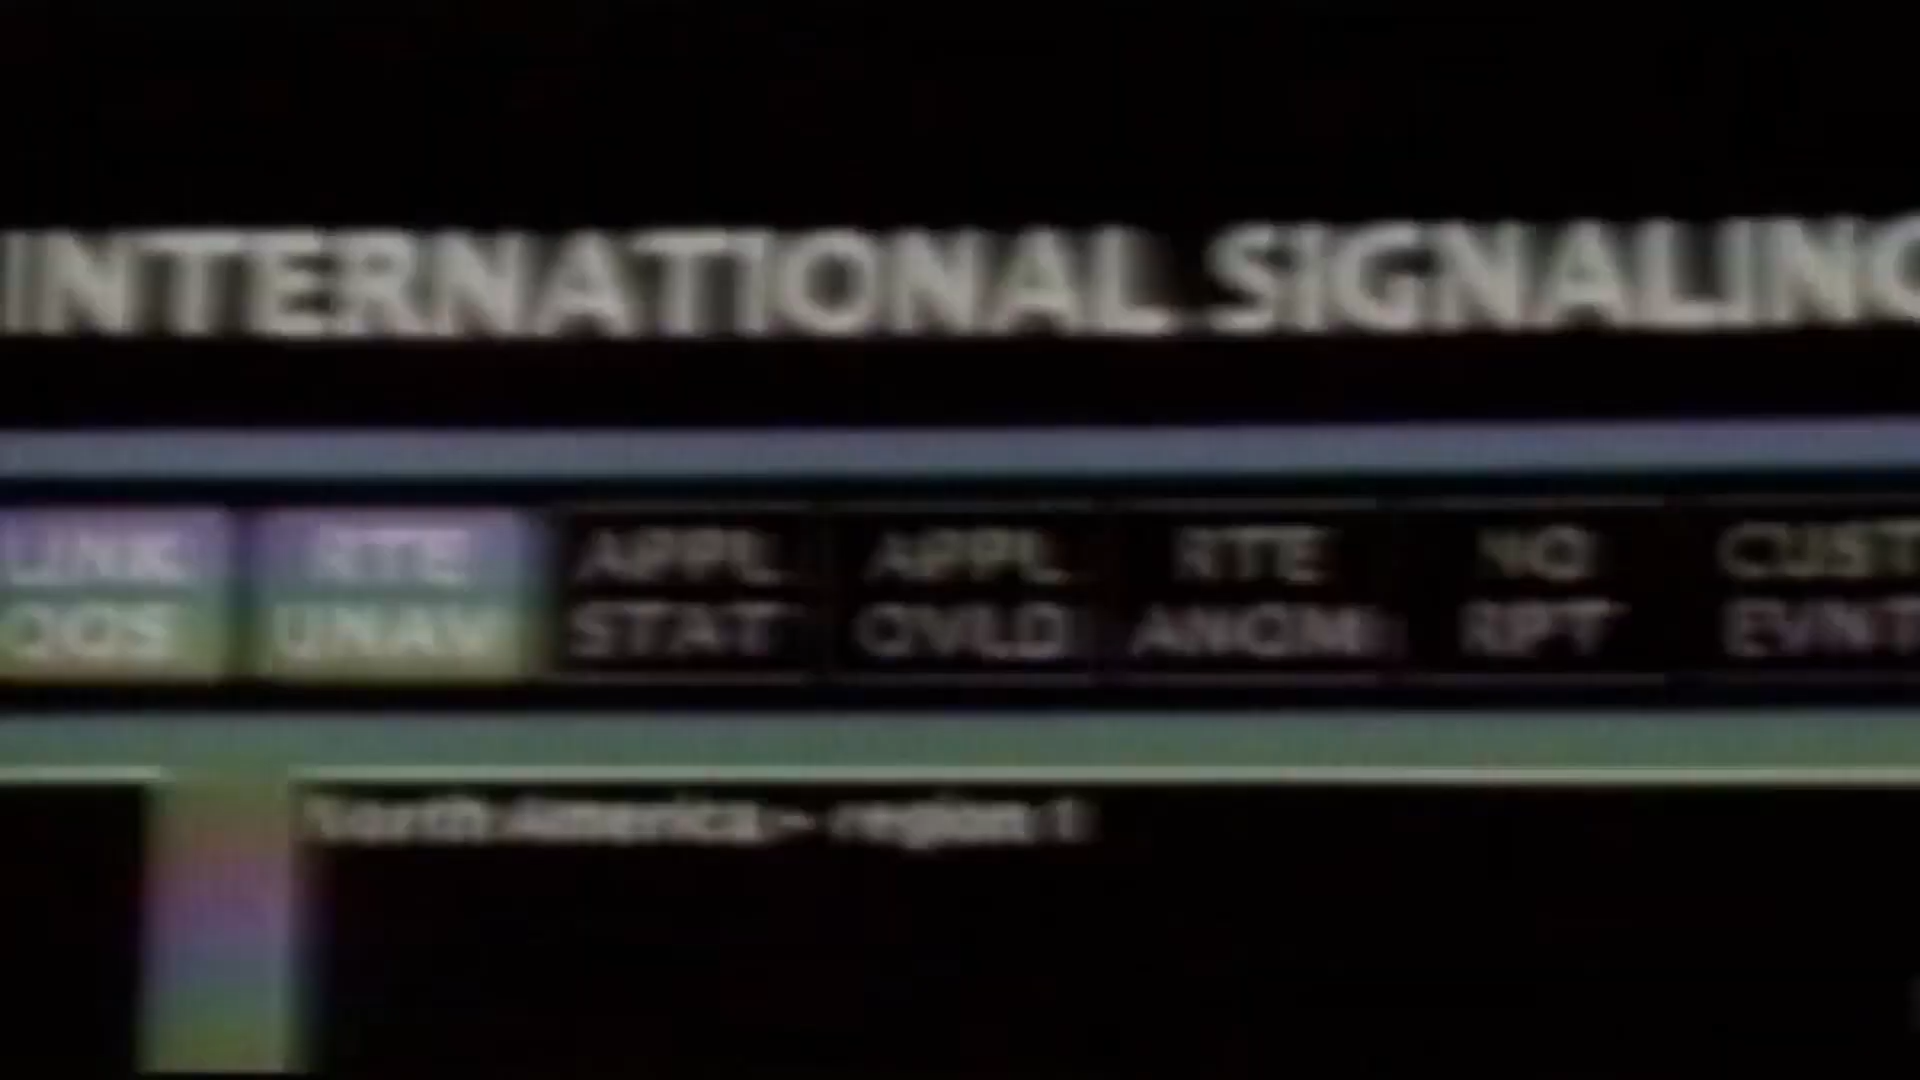 INTERNATIONAL SIGNALING
LINK RTE APPL APPL RTE NO CUST
QOS UNAV STAT OVLD ANOM RPT EVNT
North America - region 1